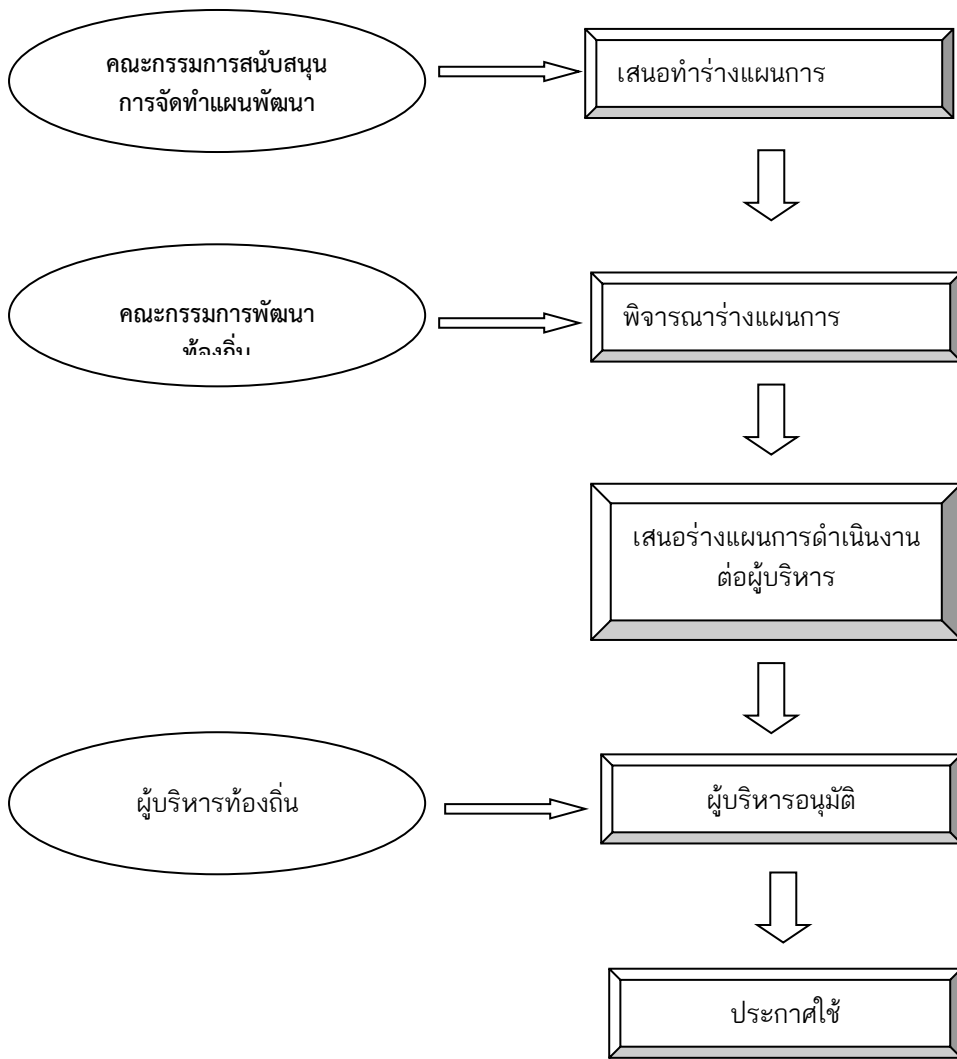 คณะกรรมการสนับสนุน
การจัดทำแผนพัฒนา
เสนอทำร่างแผนการ
คณะกรรมการพัฒนา
ท้องถิ่น
พิจารณาร่างแผนการ
เสนอร่างแผนการดำเนินงาน
ต่อผู้บริหาร
ผู้บริหารท้องถิ่น
ผู้บริหารอนุมัติ
ประกาศใช้